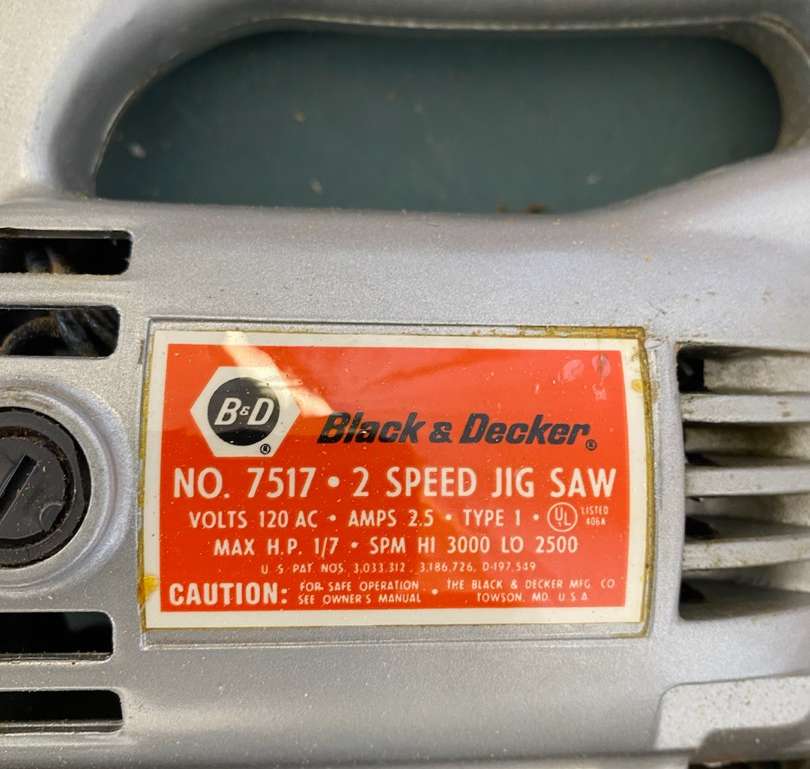 B&D
®
Black & Decker®
NO. 7517 • 2 SPEED JIG SAW
VOLTS 120 AC • AMPS 2.5 • TYPE 1 • UL LISTED 406A
MAX H.P. 1/7 • SPM HI 3000 LO 2500
U.S. PAT. NOS. 3,033,312, 3,186,726, D-197,549
CAUTION: FOR SAFE OPERATION • THE BLACK & DECKER MFG. CO
SEE OWNER'S MANUAL TOWSON, MD. U.S.A.